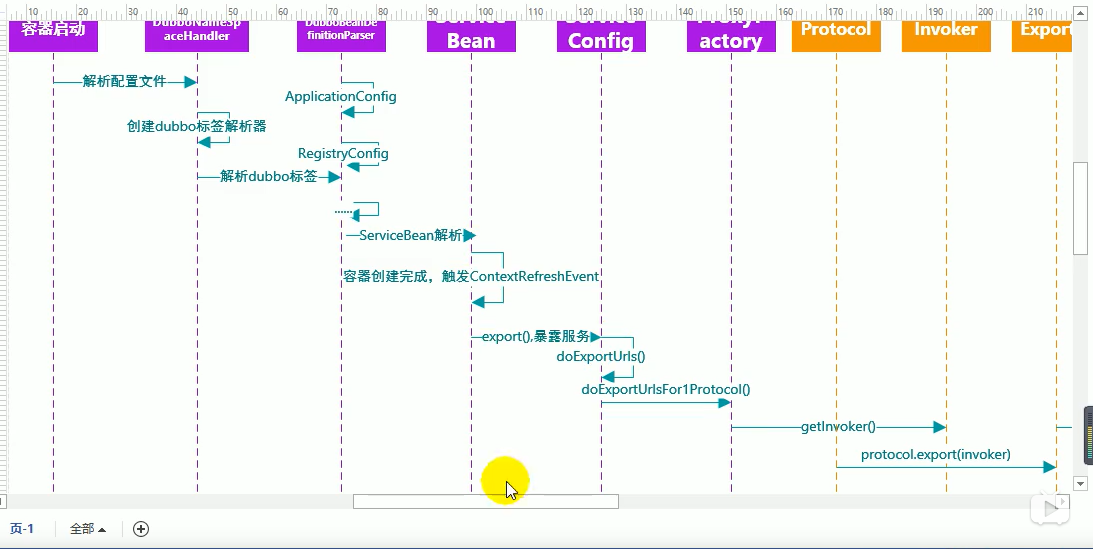 10 20 30 40 50 60 70 80 90 100 110 120 130 140 150 160 170 180 190 200 210
容器启动
DubboNameSp
aceHandler
DubboBeanDe
finitionParser
Service
Bean
Service
Config
ProxyF
actory
Protocol
Invoker
Export
解析配置文件
ApplicationConfig
创建dubbo标签解析器
RegistryConfig
解析dubbo标签
......
ServiceBean解析
容器创建完成，触发ContextRefreshEvent
export(),暴露服务
doExportUrls()
doExportUrlsFor1Protocol()
getInvoker()
protocol.export(invoker)
页-1
全部